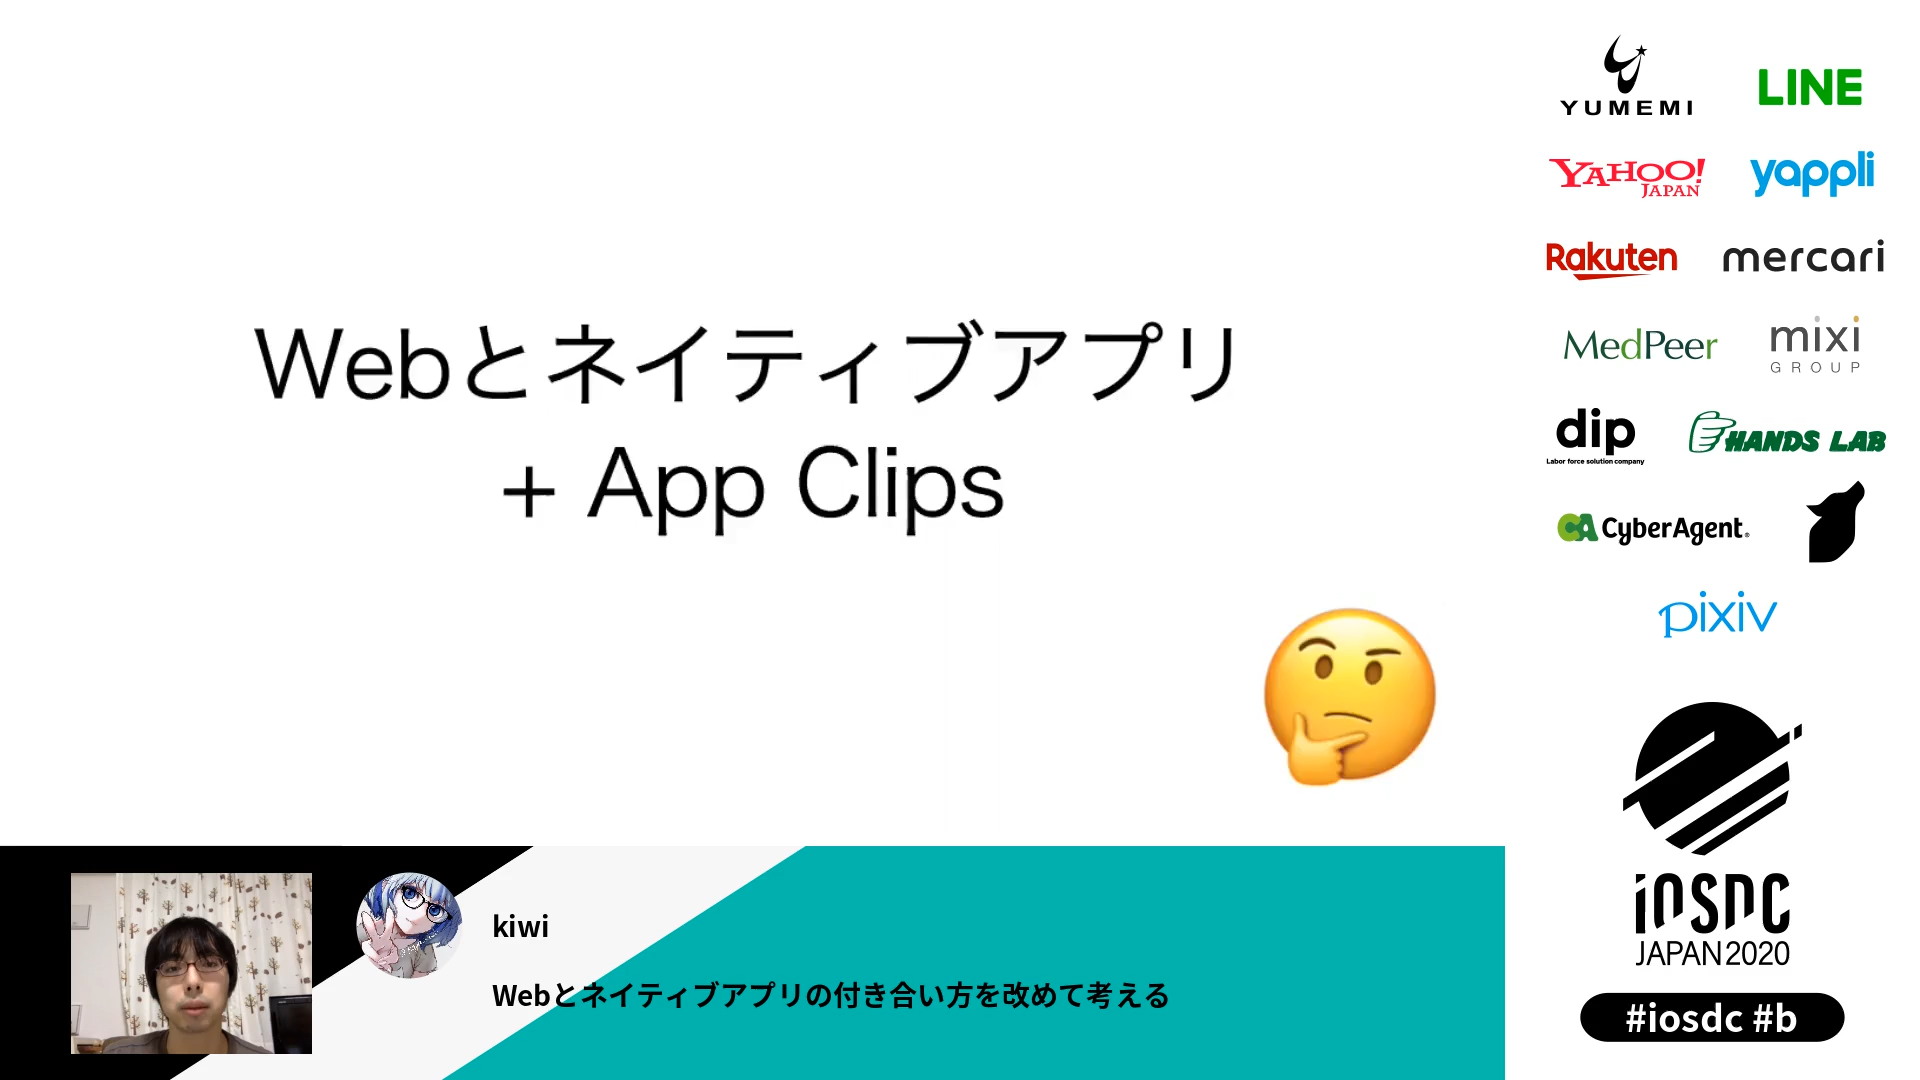 Webとネイティブアプリ
+ App Clips
kiwi
Webとネイティブアプリの付き合い方を改めて考える
YUMEMI
LINE
YAHOO!
JAPAN
yappli
Rakuten
mercari
MedPeer
mixi
GROUP
dip
Labor force solution company
HANDS LAB
CA CyberAgent®
pixiv
iOSDC
JAPAN 2020
#iosdc #b